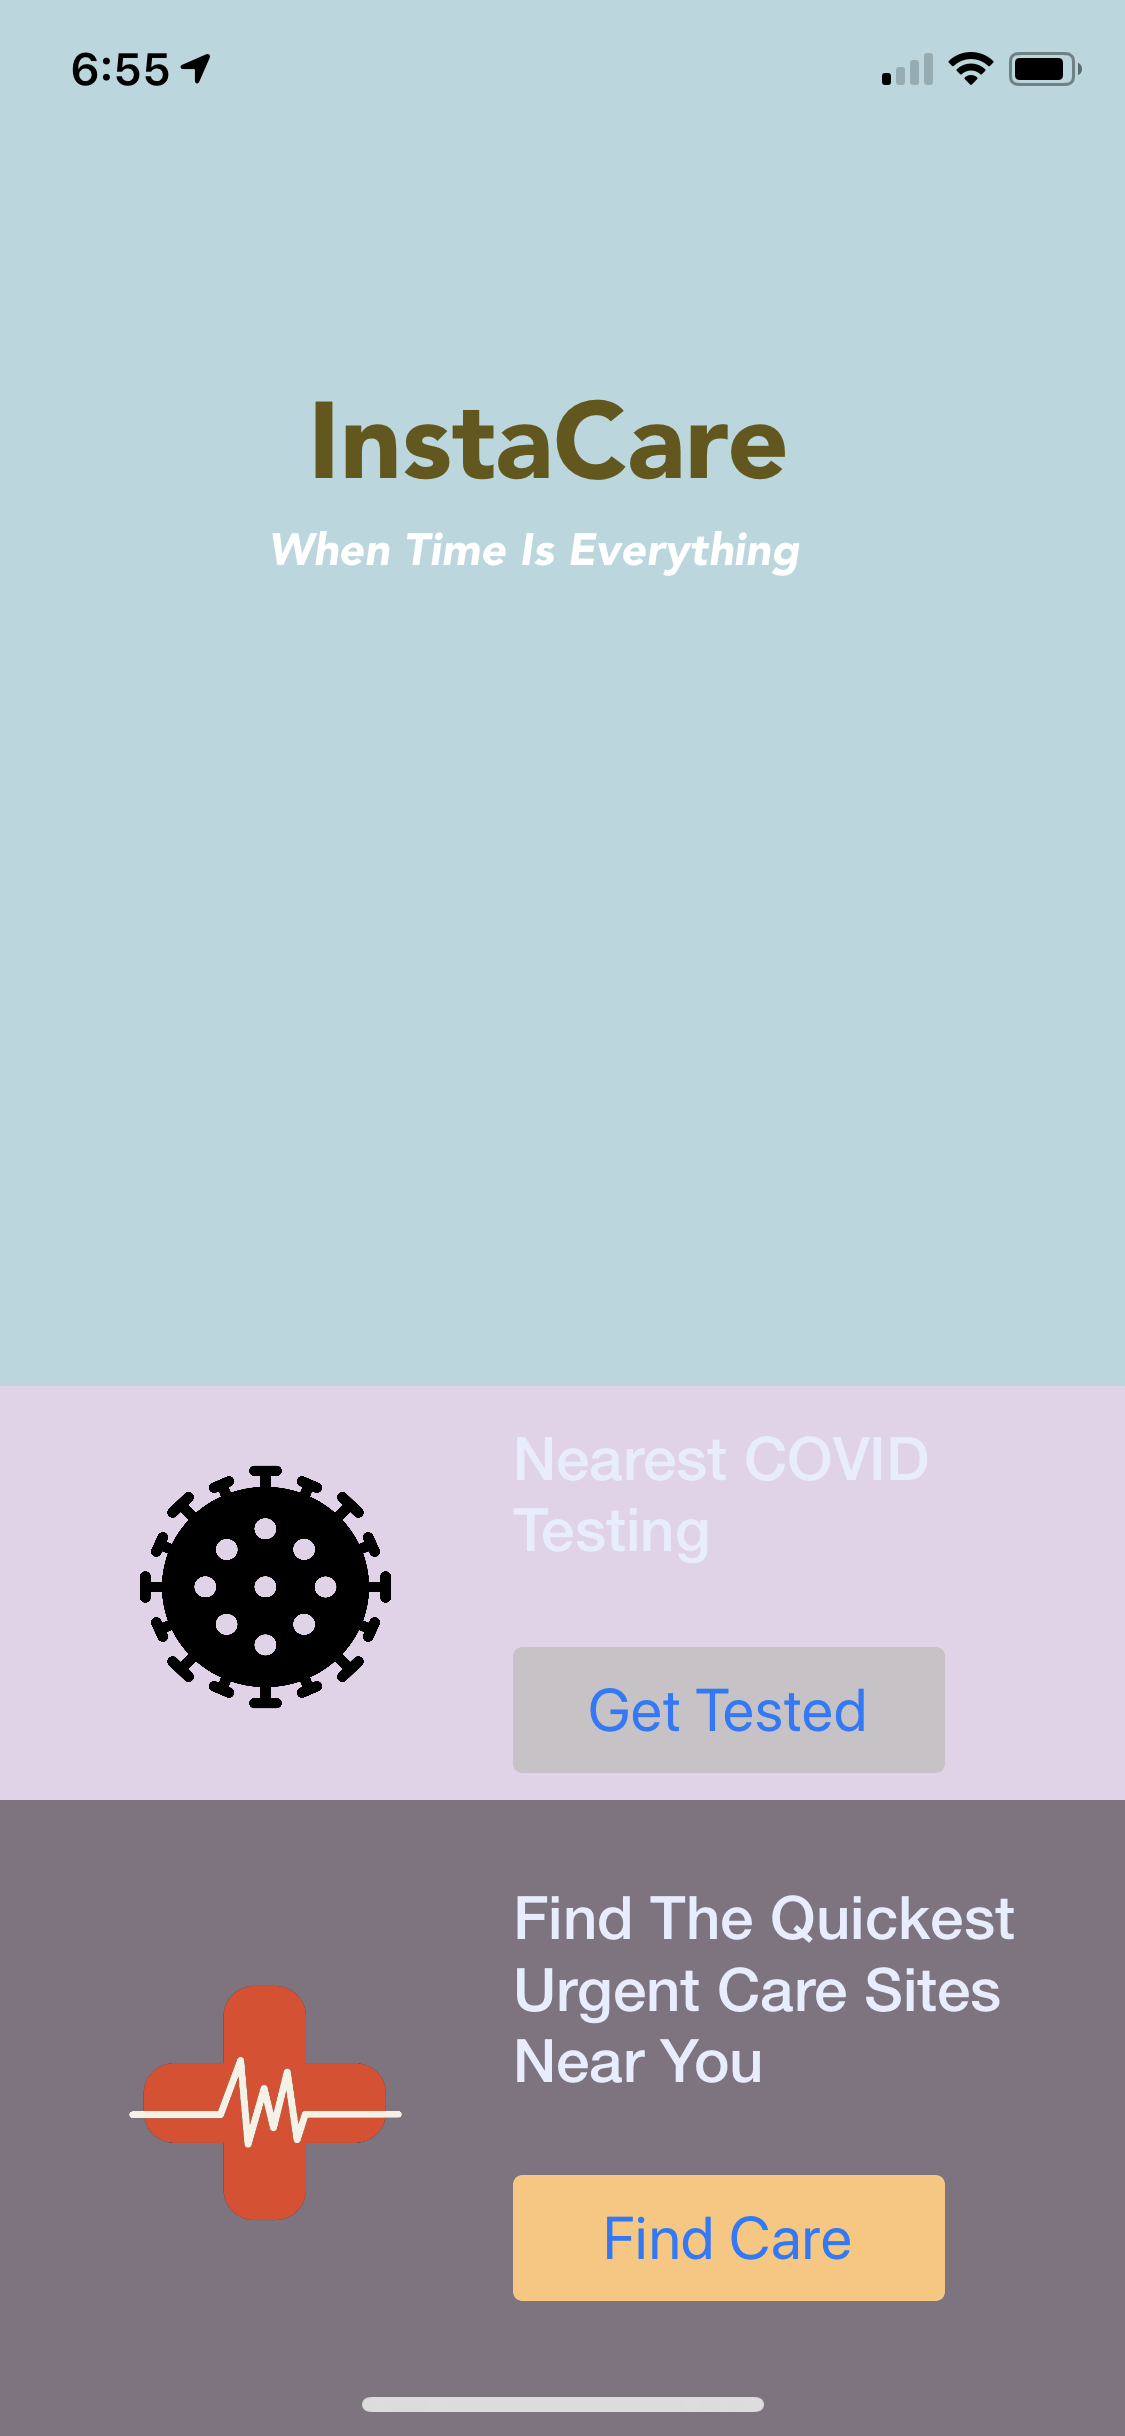 6:55
InstaCare
When Time Is Everything
Nearest COVID
Testing
Get Tested
Find The Quickest
Urgent Care Sites
Near You
Find Care